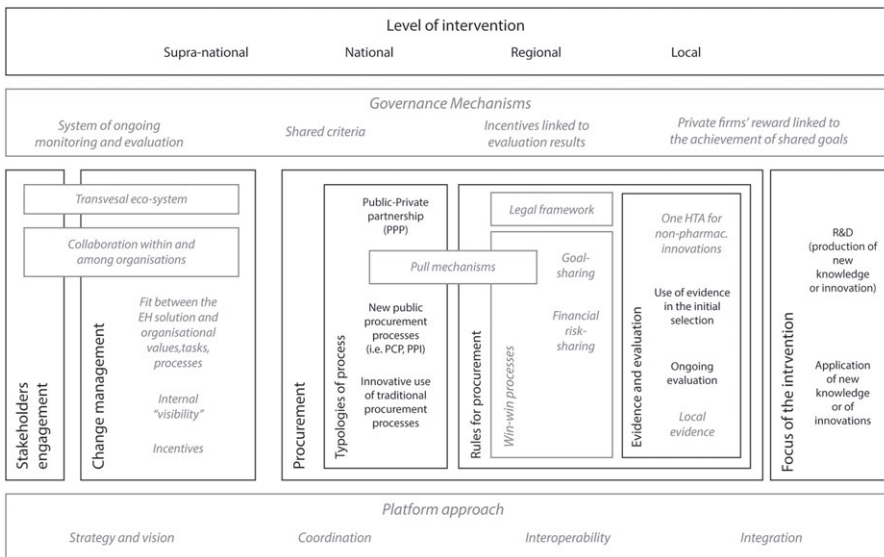 Level of intervention
Supra-national National Regional Local
Governance Mechanisms
System of ongoing
monitoring and evaluation
Shared criteria
Incentives linked to
evaluation results
Private firms' reward linked to
the achievement of shared goals
Stakeholders
engagement
Transvesal eco-system
Collaboration within and
among organisations
Change management
Fit between the
EH solution and
organisational
values,tasks,
processes
Internal
"visibility"
Incentives
Procurement
Typologies of process
Public-Private
partnership
(PPP)
Pull mechanisms
New public
procurement
processes
(i.e. PCP, PPI)
Innovative use
of traditional
procurement
processes
Rules for procurement
Legal framework
Win-win processes
Goal-
sharing
Financial
risk-
sharing
Evidence and evaluation
One HTA for
non-pharmac.
innovations
Use of evidence
in the initial
selection
Ongoing
evaluation
Local
evidence
Focus of the intrvention
R&D
(production of
new
knowledge
or innovation)
Application
of new
knowledge
or of
innovations
Platform approach
Strategy and vision Coordination Interoperability Integration